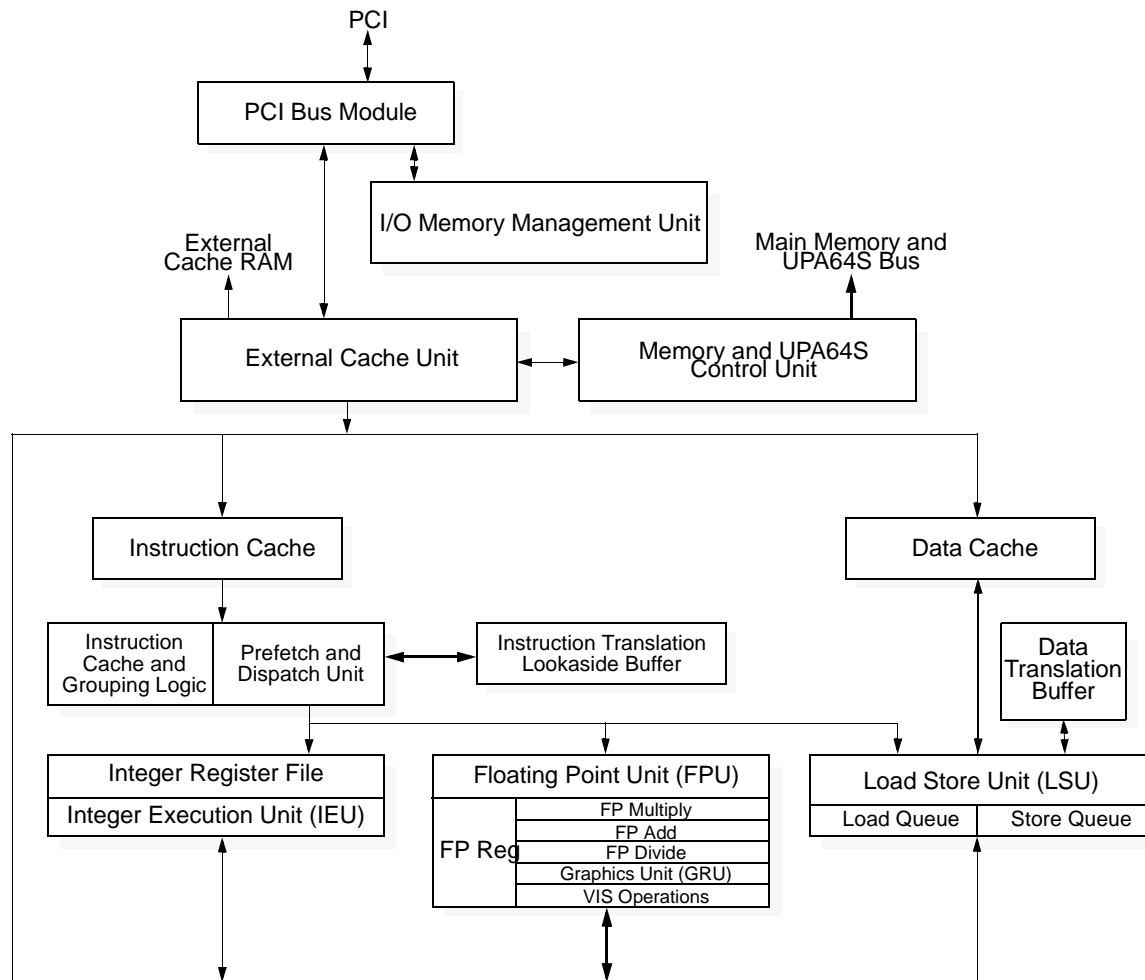 PCI
PCI Bus Module
I/O Memory Management Unit
External
Cache RAM
Main Memory and
UPA64S Bus
External Cache Unit
Memory and UPA64S
Control Unit
Instruction Cache
Data Cache
Instruction
Cache and
Grouping Logic
Prefetch and
Dispatch Unit
Instruction Translation
Lookaside Buffer
Data
Translation
Buffer
Integer Register File
Integer Execution Unit (IEU)
Floating Point Unit (FPU)
FP Reg
FP Multiply
FP Add
FP Divide
Graphics Unit (GRU)
VIS Operations
Load Store Unit (LSU)
Load Queue
Store Queue